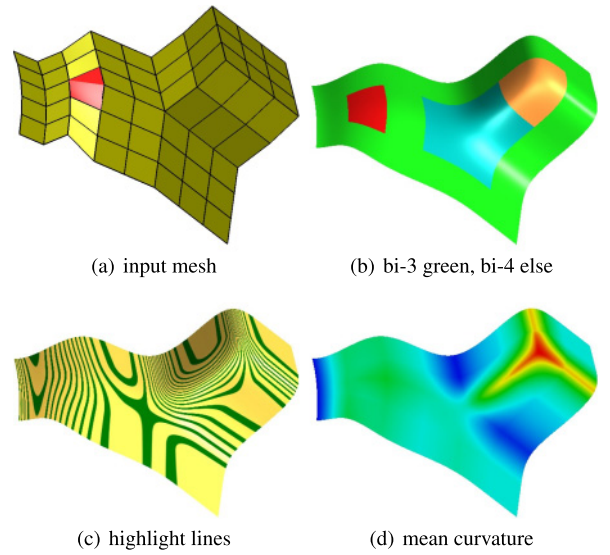 (a) input mesh
(b) bi-3 green, bi-4 else
(c) highlight lines
(d) mean curvature